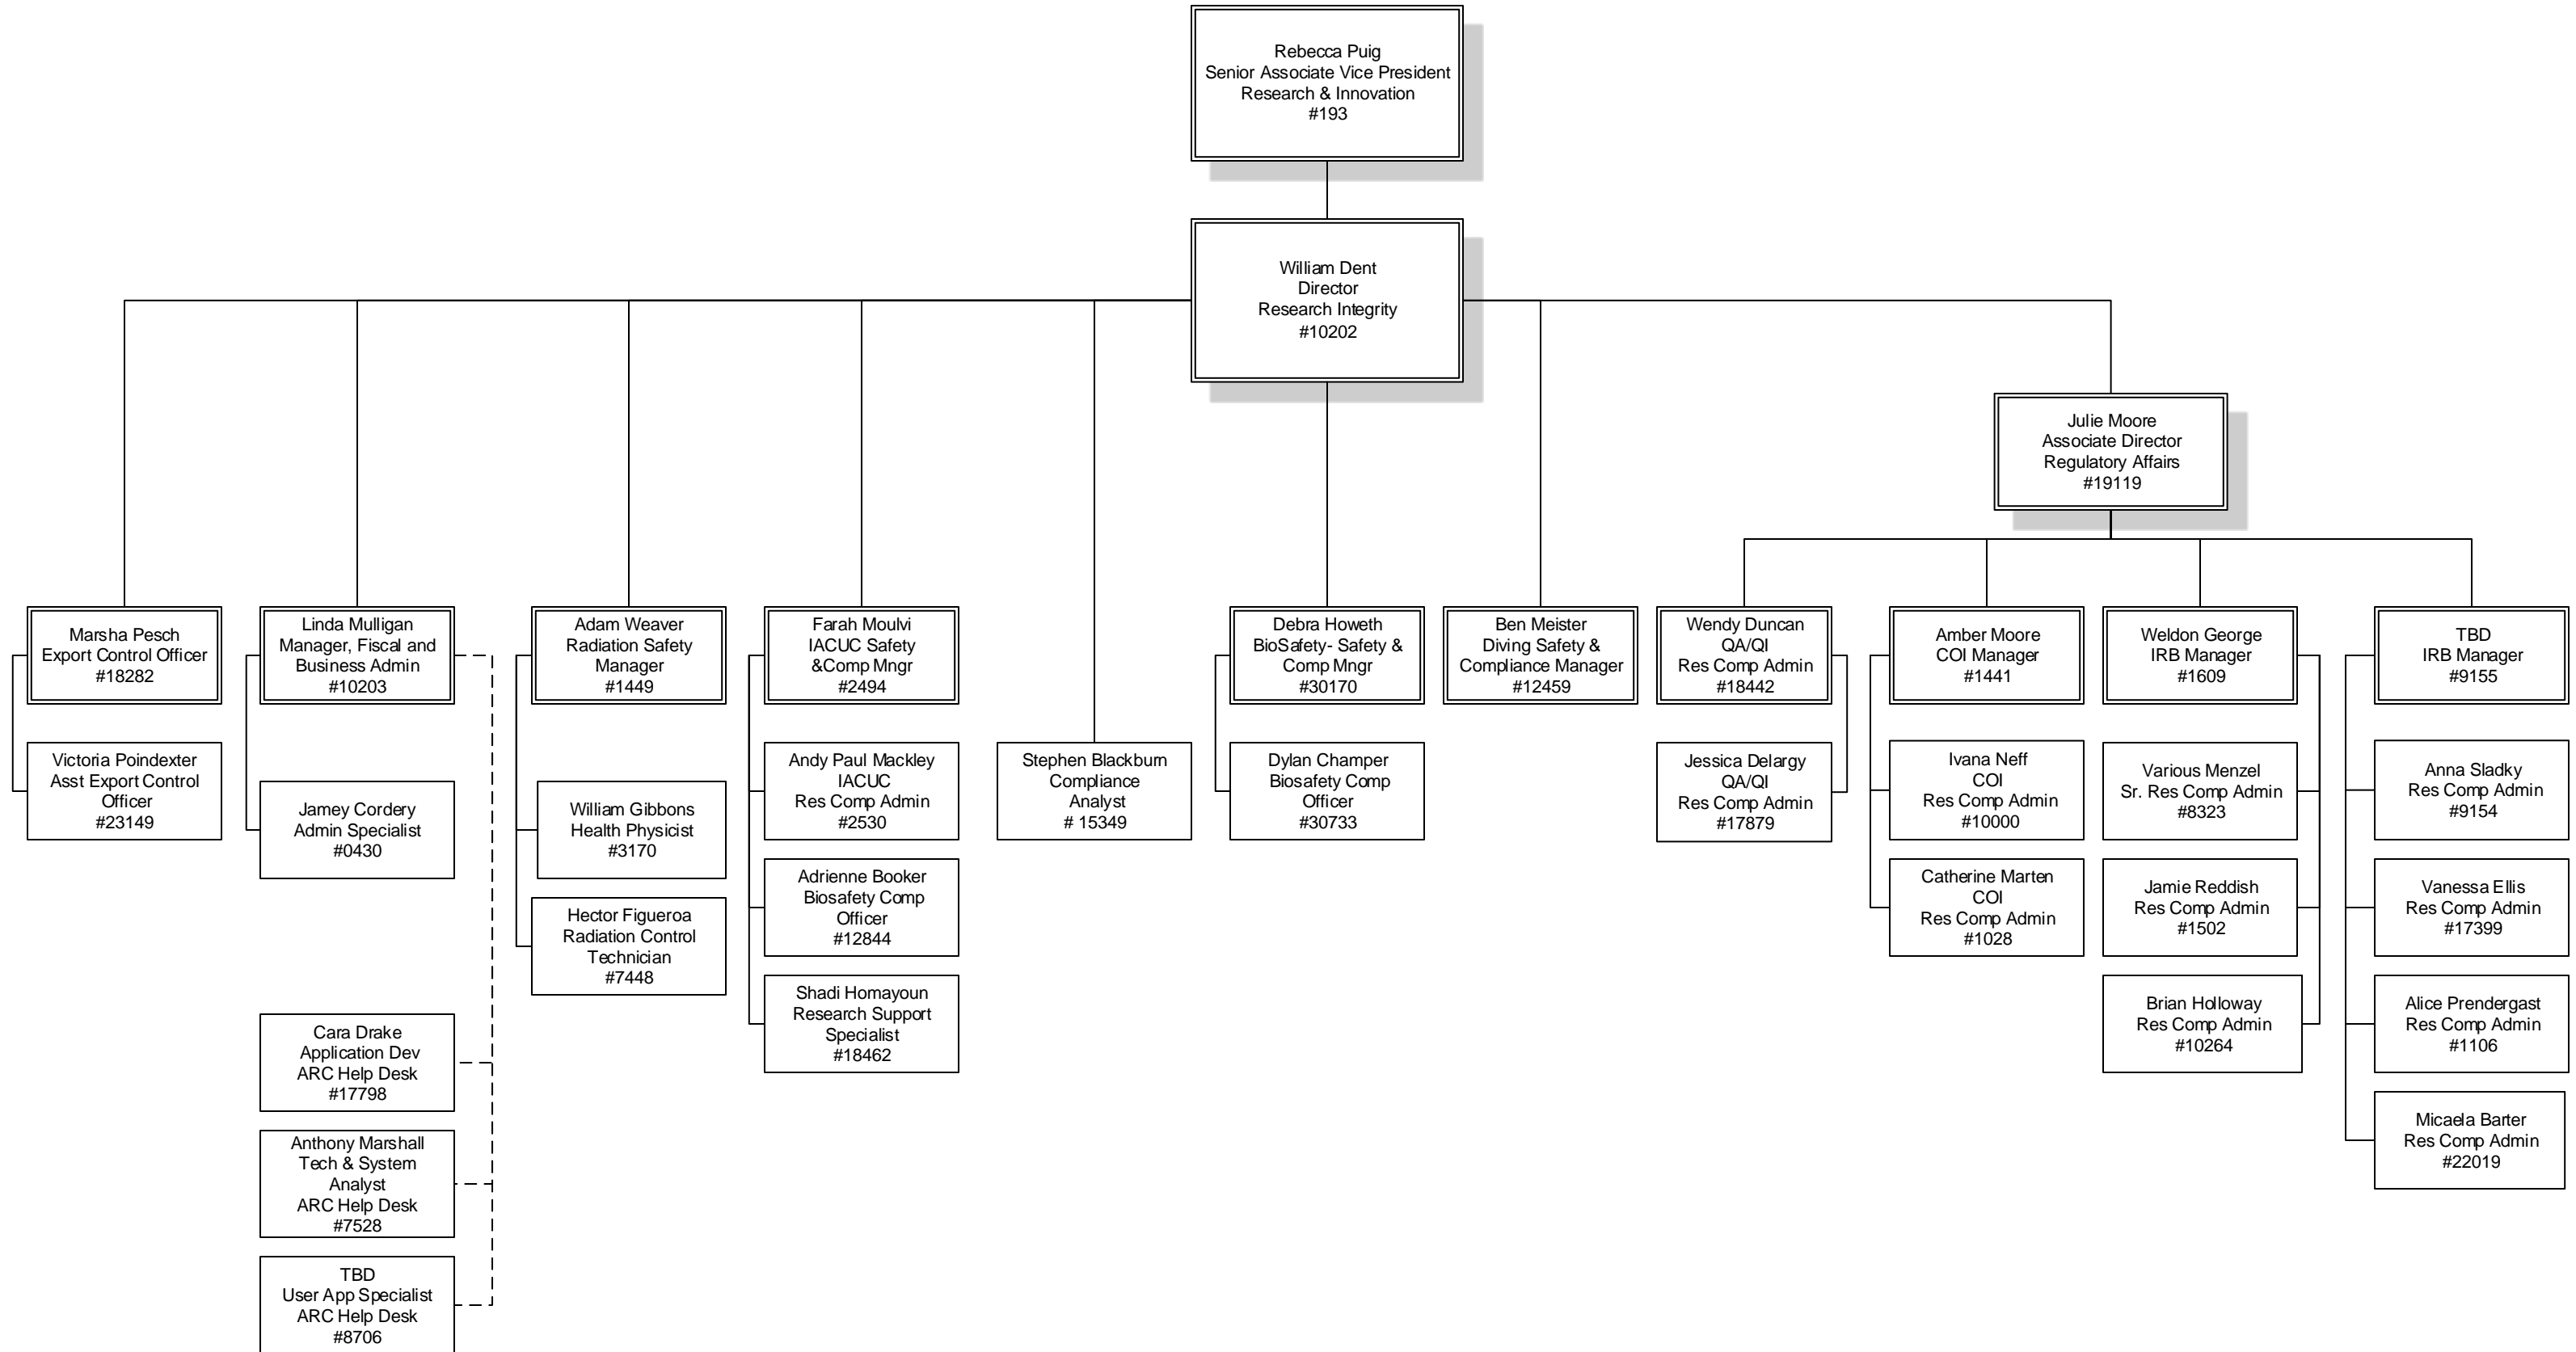 Rebecca Puig
Senior Associate Vice President
Research & Innovation
#193
William Dent
Director
Research Integrity
#10202
Julie Moore
Associate Director
Regulatory Affairs
#19119
Marsha Pesch
Export Control Officer
#18282
Linda Mulligan
Manager, Fiscal and
Business Admin
#10203
Adam Weaver
Radiation Safety
Manager
#1449
Farah Moulvi
IACUC Safety
&Comp Mngr
#2494
Debra Howeth
BioSafety- Safety &
Comp Mngr
#30170
Ben Meister
Diving Safety &
Compliance Manager
#12459
Wendy Duncan
QA/QI
Res Comp Admin
#18442
Amber Moore
COI Manager
#1441
Weldon George
IRB Manager
#1609
TBD
IRB Manager
#9155
Victoria Poindexter
Asst Export Control
Officer
#23149
Jamey Cordery
Admin Specialist
#0430
William Gibbons
Health Physicist
#3170
Andy Paul Mackley
IACUC
Res Comp Admin
#2530
Stephen Blackburn
Compliance
Analyst
# 15349
Dylan Champer
Biosafety Comp
Officer
#30733
Jessica Delargy
QA/QI
Res Comp Admin
#17879
Ivana Neff
COI
Res Comp Admin
#10000
Various Menzel
Sr. Res Comp Admin
#8323
Anna Sladky
Res Comp Admin
#9154
Hector Figueroa
Radiation Control
Technician
#7448
Adrienne Booker
Biosafety Comp
Officer
#12844
Catherine Marten
COI
Res Comp Admin
#1028
Jamie Reddish
Res Comp Admin
#1502
Vanessa Ellis
Res Comp Admin
#17399
Shadi Homayoun
Research Support
Specialist
#18462
Brian Holloway
Res Comp Admin
#10264
Alice Prendergast
Res Comp Admin
#1106
Cara Drake
Application Dev
ARC Help Desk
#17798
Micaela Barter
Res Comp Admin
#22019
Anthony Marshall
Tech & System
Analyst
ARC Help Desk
#7528
TBD
User App Specialist
ARC Help Desk
#8706